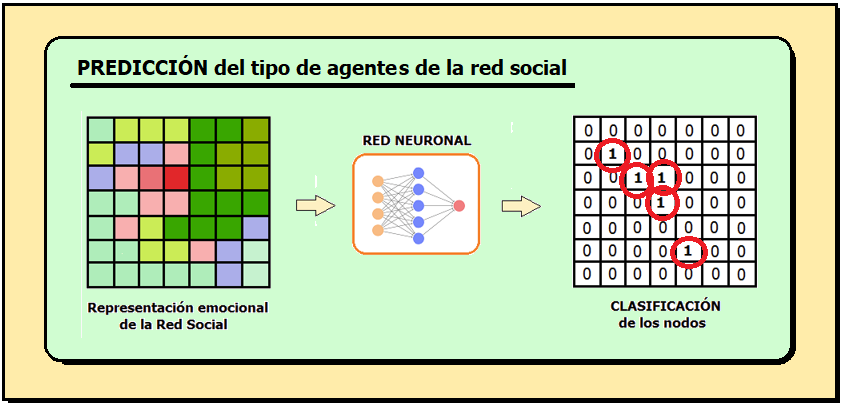 PREDICCIÓN del tipo de agentes de la red social
RED NEURONAL
0 0 0 0 0 0 0
0 1 0 0 0 0 0
0 0 1 1 0 0 0
0 0 0 1 0 0 0
0 0 0 0 0 0 0
0 0 0 0 1 0 0
0 0 0 0 0 0 0
Representación emocional
de la Red Social
CLASIFICACIÓN
de los nodos